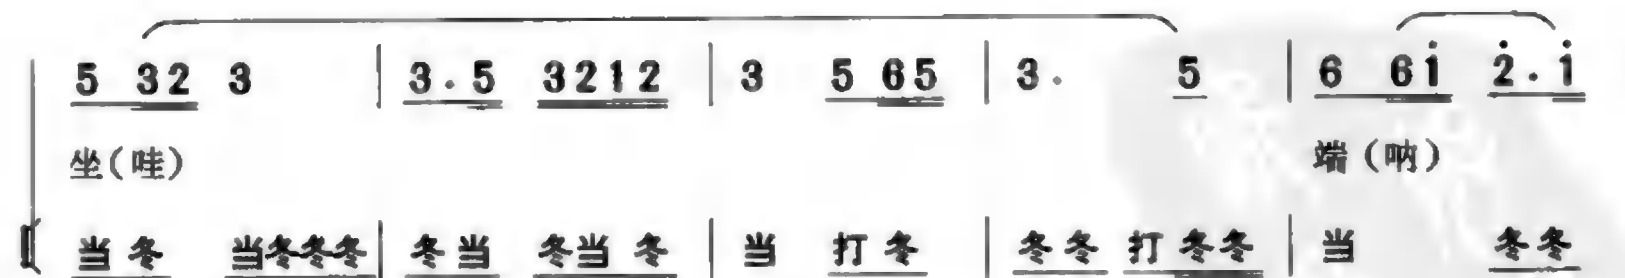 5 32 3 | 3·5 3212 | 3 5 65 | 3· 5 | 6 6i̇ 2̇·i̇
坐(哇) 端(呐)
当冬 当冬冬冬 | 冬当 冬当冬 | 当 打冬 | 冬冬 打冬冬 | 当 冬冬